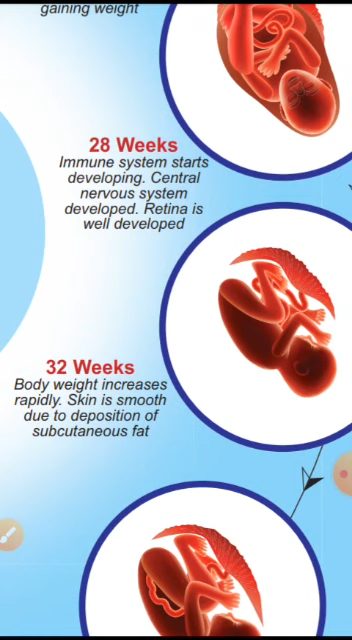 gaining weight
28 Weeks
Immune system starts
developing. Central
nervous system
developed. Retina is
well developed
32 Weeks
Body weight increases
rapidly. Skin is smooth
due to deposition of
subcutaneous fat